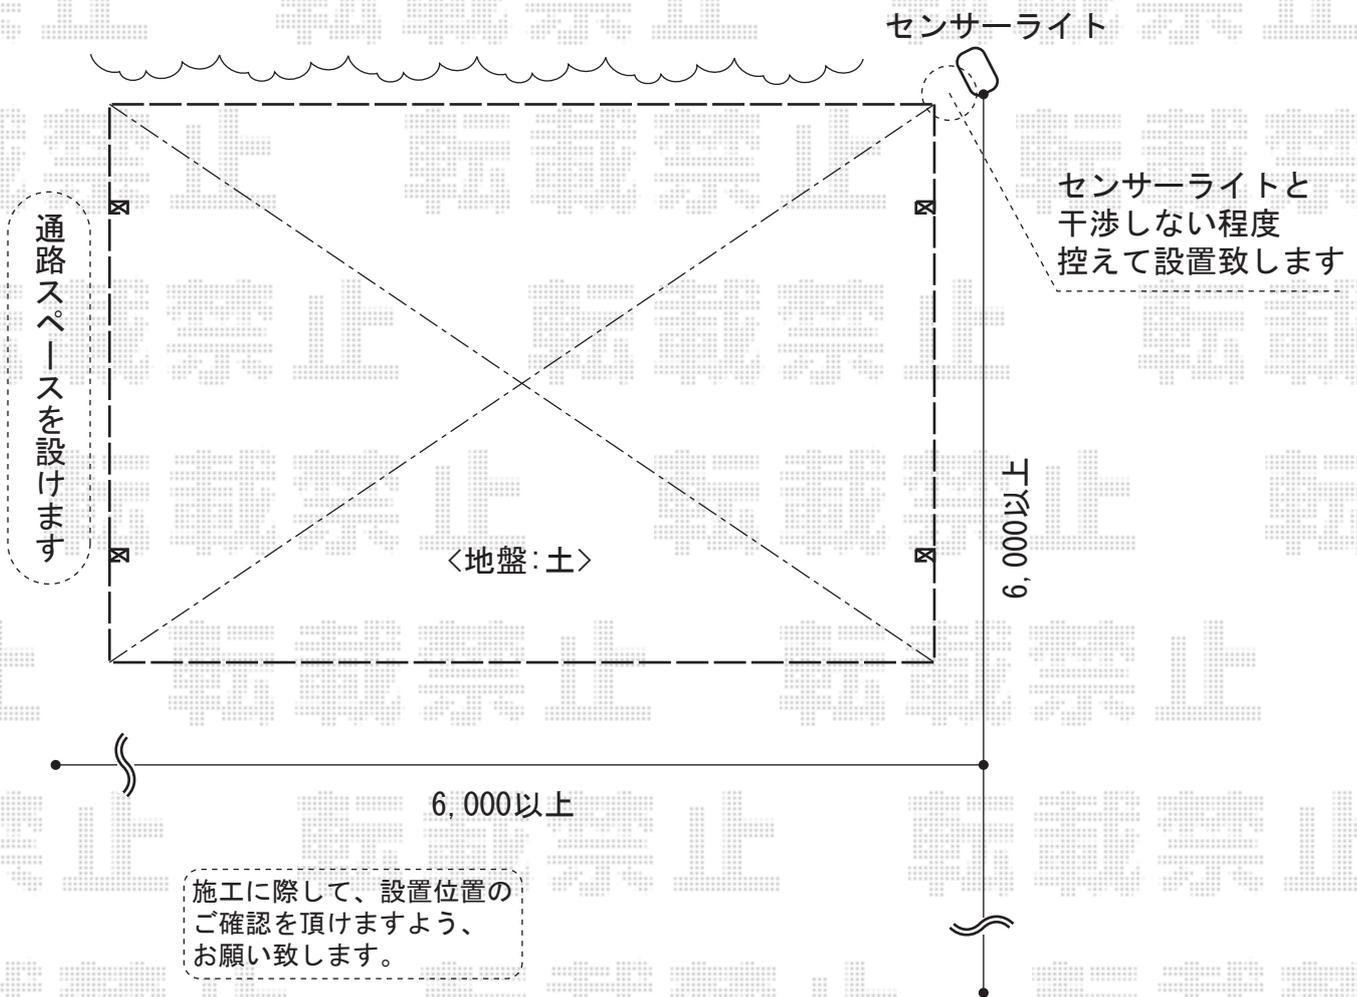 センサーライト
センサーライトと
干渉しない程度
控えて設置致します
通路スペースを設けます
<地盤:土>
6,000以上
6,000以上
施工に際して、設置位置の
ご確認を頂けますよう、
お願い致します。
転載禁止